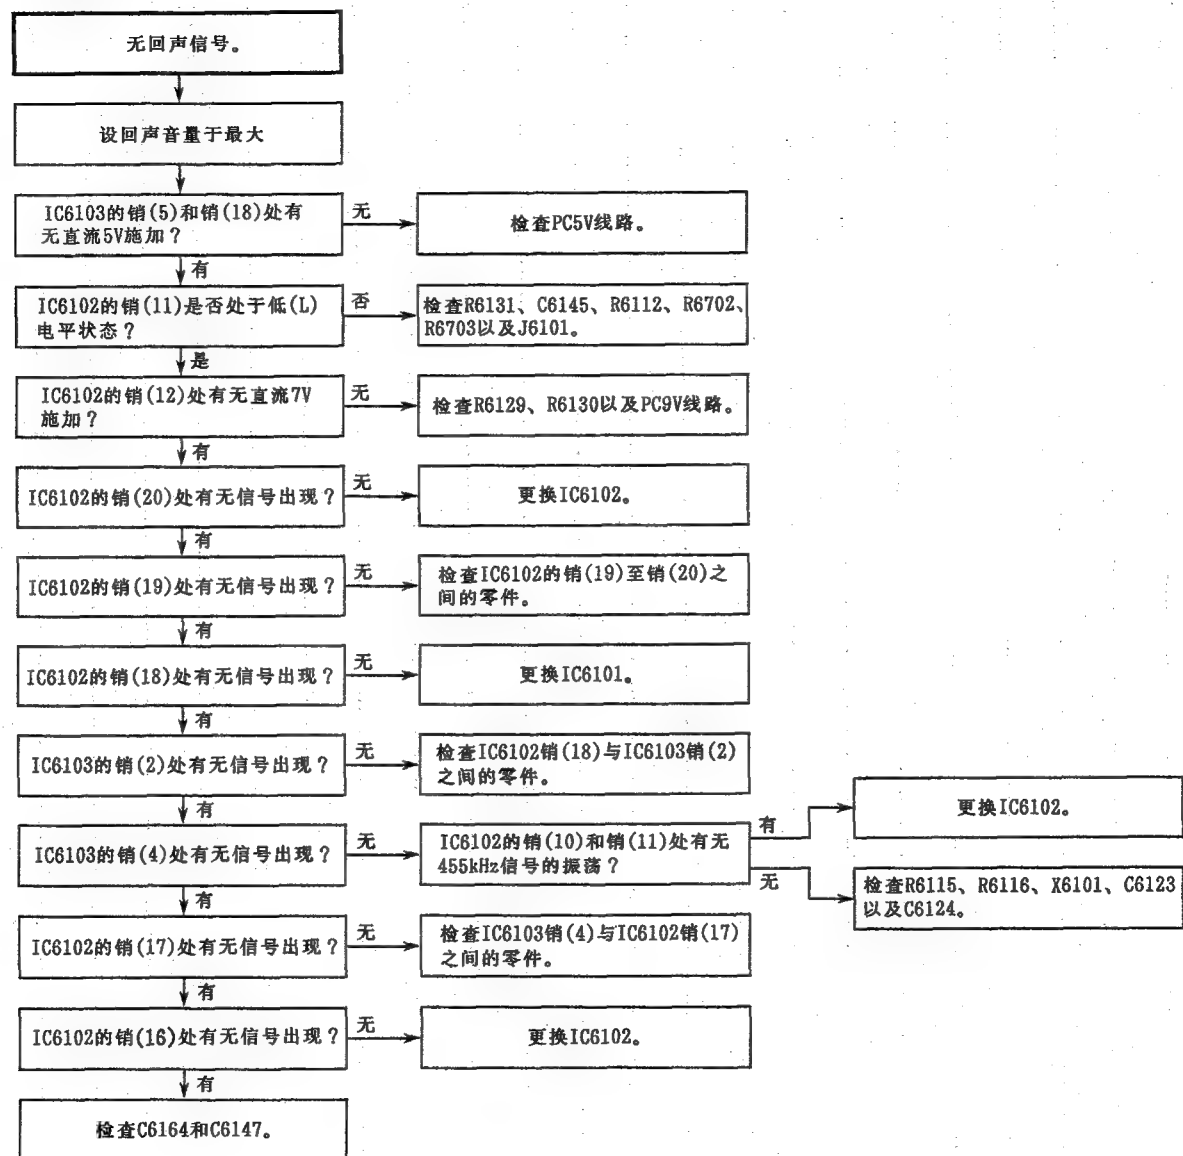 无回声信号。
设回声音量于最大
IC6103的销(5)和销(18)处有
无直流5V施加？
无
检查PC5V线路。
有
IC6102的销(11)是否处于低(L)
电平状态？
否
检查R6131、C6145、R6112、R6702、
R6703以及J6101。
是
IC6102的销(12)处有无直流7V
施加？
无
检查R6129、R6130以及PC9V线路。
有
IC6102的销(20)处有无信号出现？
无
更换IC6102。
有
IC6102的销(19)处有无信号出现？
无
检查IC6102的销(19)至销(20)之
间的零件。
有
IC6102的销(18)处有无信号出现？
无
更换IC6101。
有
IC6103的销(2)处有无信号出现？
无
检查IC6102销(18)与IC6103销(2)
之间的零件。
有
IC6103的销(4)处有无信号出现？
无
IC6102的销(10)和销(11)处有无
455kHz信号的振荡？
有
更换IC6102。
无
检查R6115、R6116、X6101、C6123
以及C6124。
有
IC6102的销(17)处有无信号出现？
无
检查IC6103销(4)与IC6102销(17)
之间的零件。
有
IC6102的销(16)处有无信号出现？
无
更换IC6102。
有
检查C6164和C6147。